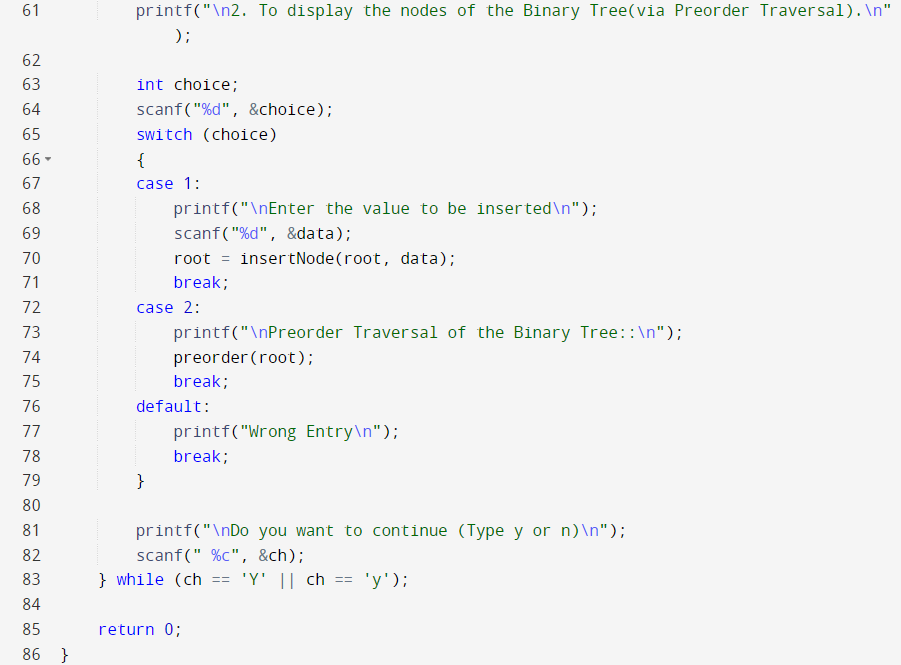 61 printf("\n2. To display the nodes of the Binary Tree(via Preorder Traversal).\n"
);
62
63 int choice;
64 scanf("%d", &choice);
65 switch (choice)
66 {
67 case 1:
68 printf("\nEnter the value to be inserted\n");
69 scanf("%d", &data);
70 root = insertNode(root, data);
71 break;
72 case 2:
73 printf("\nPreorder Traversal of the Binary Tree::\n");
74 preorder(root);
75 break;
76 default:
77 printf("Wrong Entry\n");
78 break;
79 }
80
81 printf("\nDo you want to continue (Type y or n)\n");
82 scanf(" %c", &ch);
83 } while (ch == 'Y' || ch == 'y');
84
85 return 0;
86 }